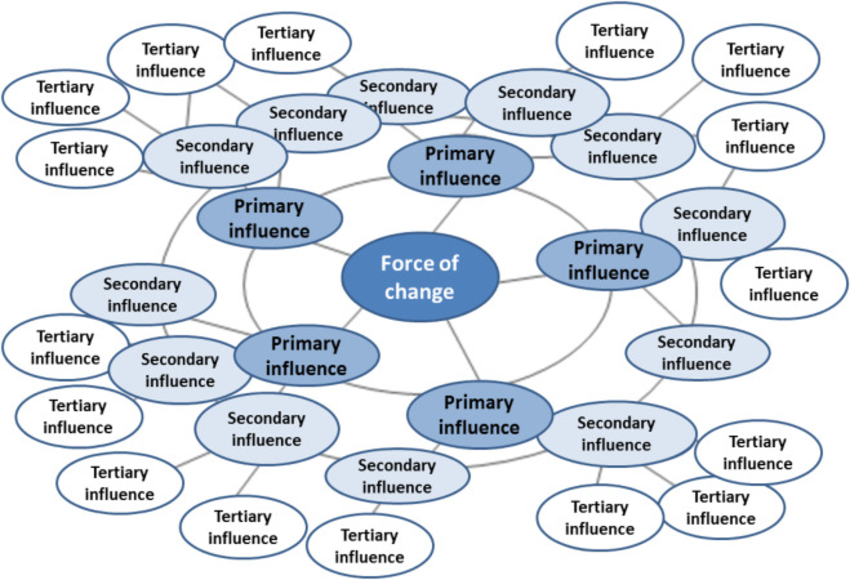 Tertiary
influence
Tertiary
influence
Tertiary
influence
Tertiary
influence
Tertiary
influence
Secondary
influence
Secondary
influence
Tertiary
influence
Secondary
influence
Secondary
influence
Tertiary
influence
Tertiary
influence
Secondary
influence
Primary
influence
Primary
influence
Secondary
influence
Primary
influence
Force of
change
Tertiary
influence
Secondary
influence
Tertiary
influence
Secondary
influence
Primary
influence
Secondary
influence
Tertiary
influence
Primary
influence
Secondary
influence
Secondary
influence
Tertiary
influence
Tertiary
influence
Secondary
influence
Tertiary
influence
Tertiary
influence
Tertiary
influence
Tertiary
influence